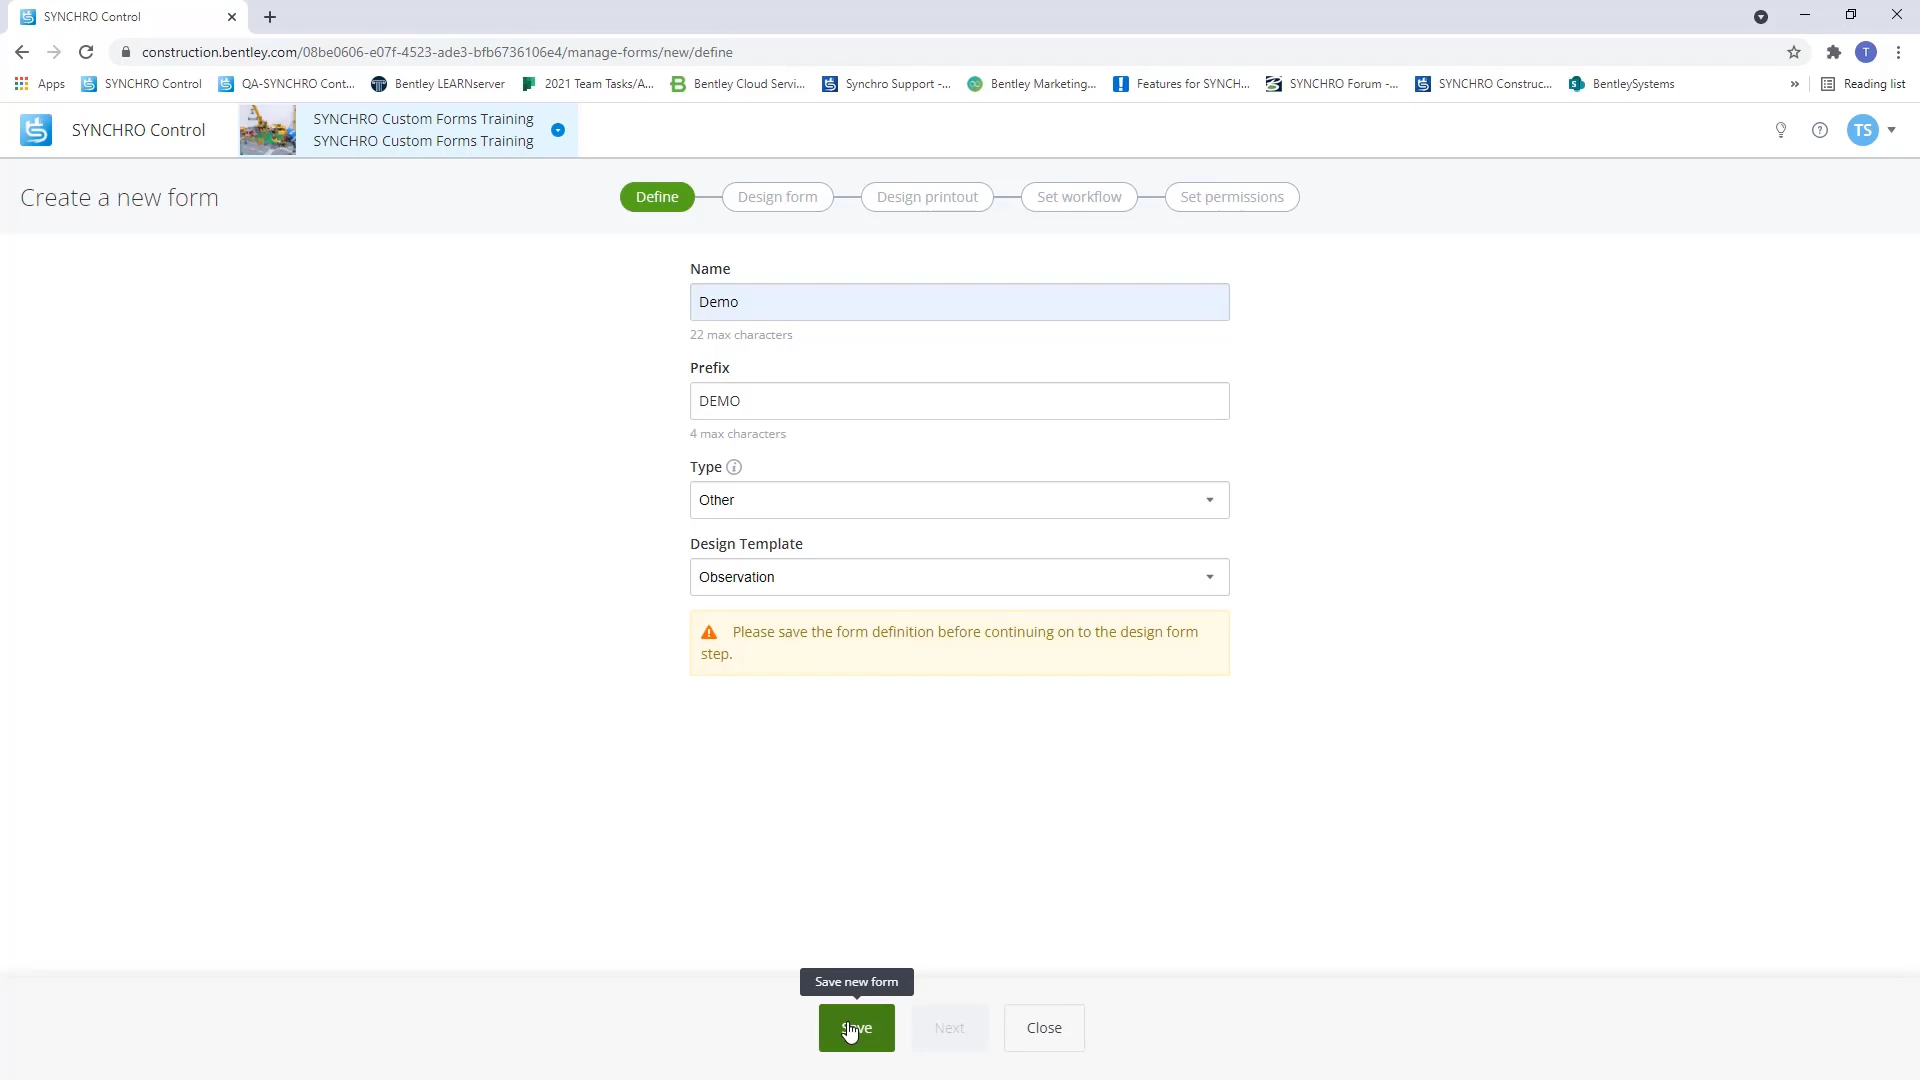 SYNCHRO Control
construction.bentley.com/08be0606-e07f-4523-ade3-bfb6736106e4/manage-forms/new/define
T
Apps
SYNCHRO Control
QA-SYNCHRO Cont...
Bentley LEARNserver
2021 Team Tasks/A...
Bentley Cloud Servi...
Synchro Support -...
Bentley Marketing...
Features for SYNCH...
SYNCHRO Forum -...
SYNCHRO Construc...
BentleySystems
»
Reading list
SYNCHRO Control
SYNCHRO Custom Forms Training
SYNCHRO Custom Forms Training
TS
Create a new form
Define
Design form
Design printout
Set workflow
Set permissions
Name
Demo
22 max characters
Prefix
DEMO
4 max characters
Type
Other
Design Template
Observation
Please save the form definition before continuing on to the design form
step.
Save new form
Save
Next
Close